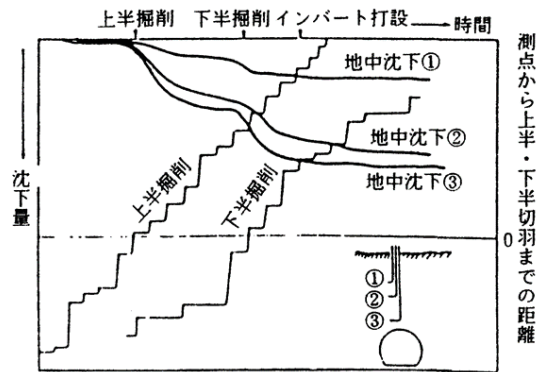 上半掘削 下半掘削 インバート打設 → 時間
沈下量
地中沈下①
地中沈下②
地中沈下③
上半掘削
下半掘削
0
測点から上半・下半切羽までの距離
①
②
③